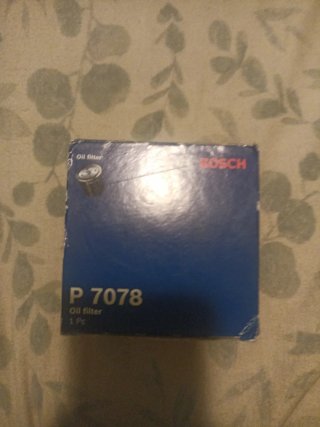 Oil filter
BOSCH
P 7078
Oil filter
1 Pc